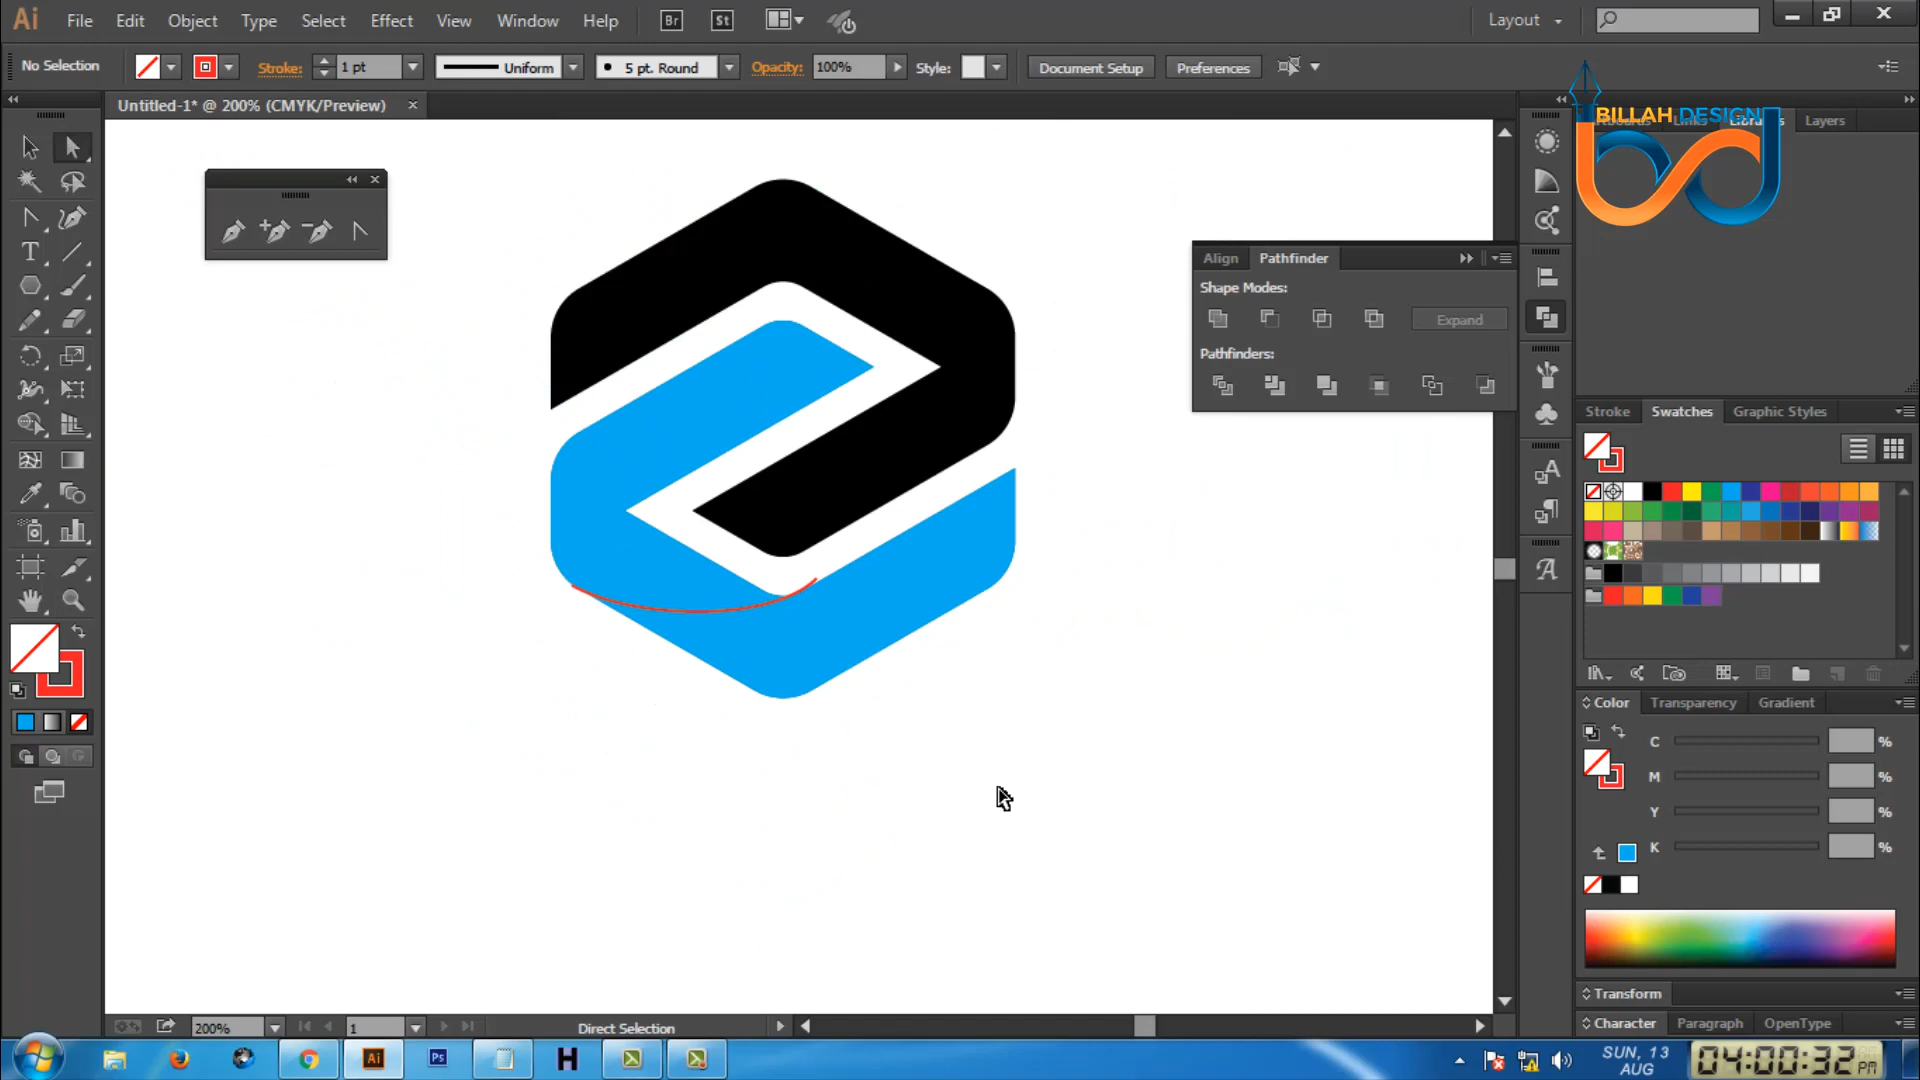 Ai File Edit Object Type Select Effect View Window Help Br St Layout
No Selection Stroke: 1 pt Uniform 5 pt. Round Opacity: 100% Style: Document Setup Preferences
Untitled-1* @ 200% (CMYK/Preview)
BILLAH DESIGN
Layers
Align Pathfinder
Shape Modes:
Expand
Pathfinders:
Stroke Swatches Graphic Styles
Color Transparency Gradient
C %
M %
Y %
K %
Transform
Character Paragraph OpenType
200% 1 Direct Selection
Ai Ps H
SUN, 13
AUG
04:00:32 PM